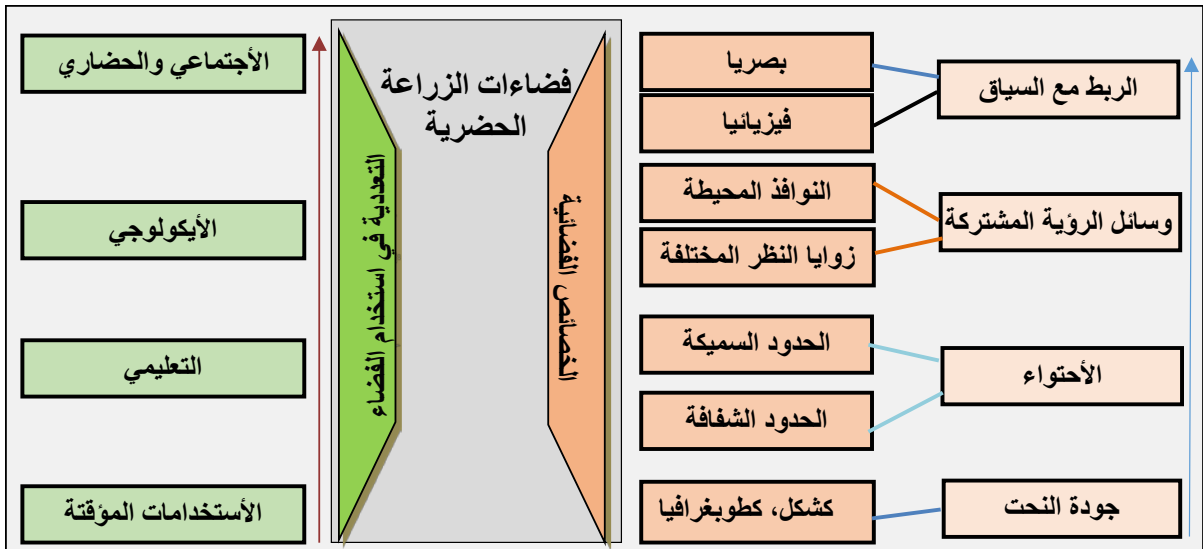 الربط مع السياق
بصريا
فيزيائيا
وسائل الرؤية المشتركة
النوافذ المحيطة
زوايا النظر المختلفة
الأحتواء
الحدود السميكة
الحدود الشفافة
جودة النحت
كشكل، كطوبغرافيا
فضاءات الزراعة
الحضرية
الخصائص الفضائية
التعددية في استخدام الفضاء
الأجتماعي والحضاري
الأيكولوجي
التعليمي
الأستخدامات المؤقتة